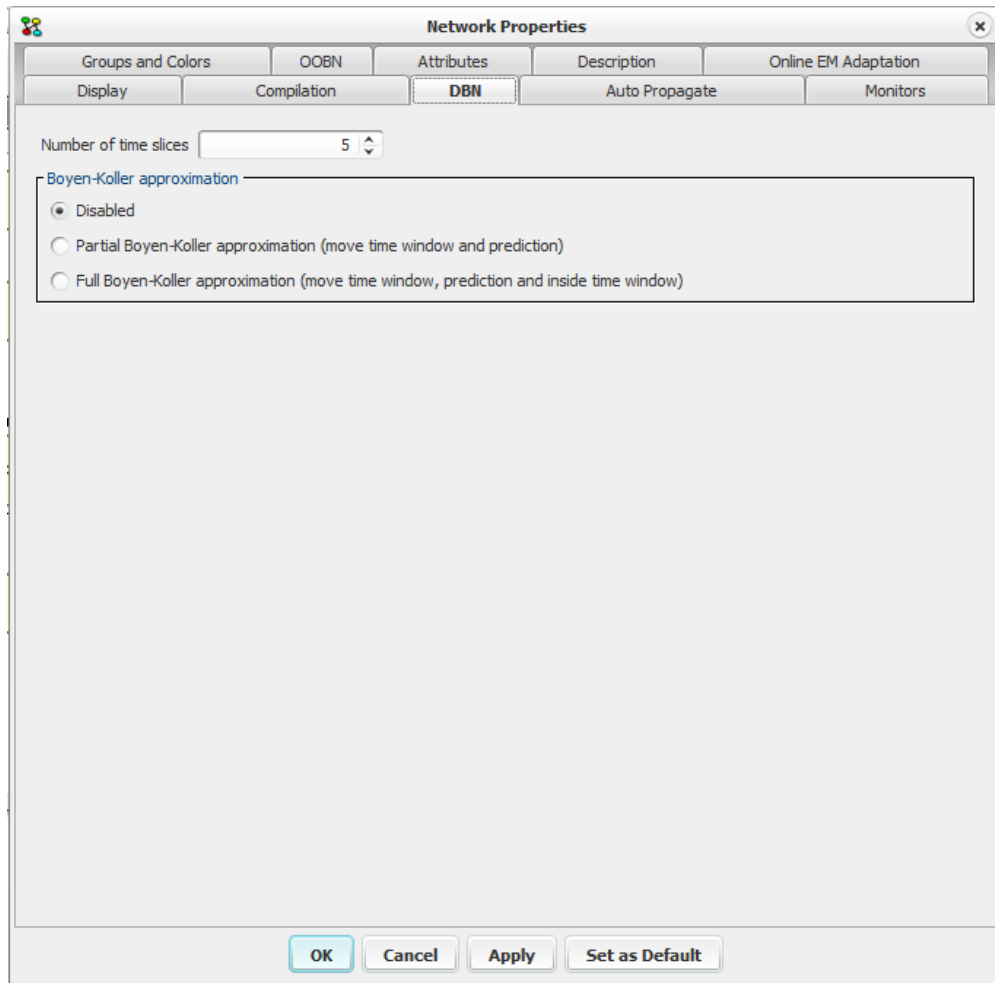 Network Properties
Groups and Colors OOBN Attributes Description Online EM Adaptation
Display Compilation DBN Auto Propagate Monitors
Number of time slices 5
Boyen-Koller approximation
Disabled
Partial Boyen-Koller approximation (move time window and prediction)
Full Boyen-Koller approximation (move time window, prediction and inside time window)
OK Cancel Apply Set as Default